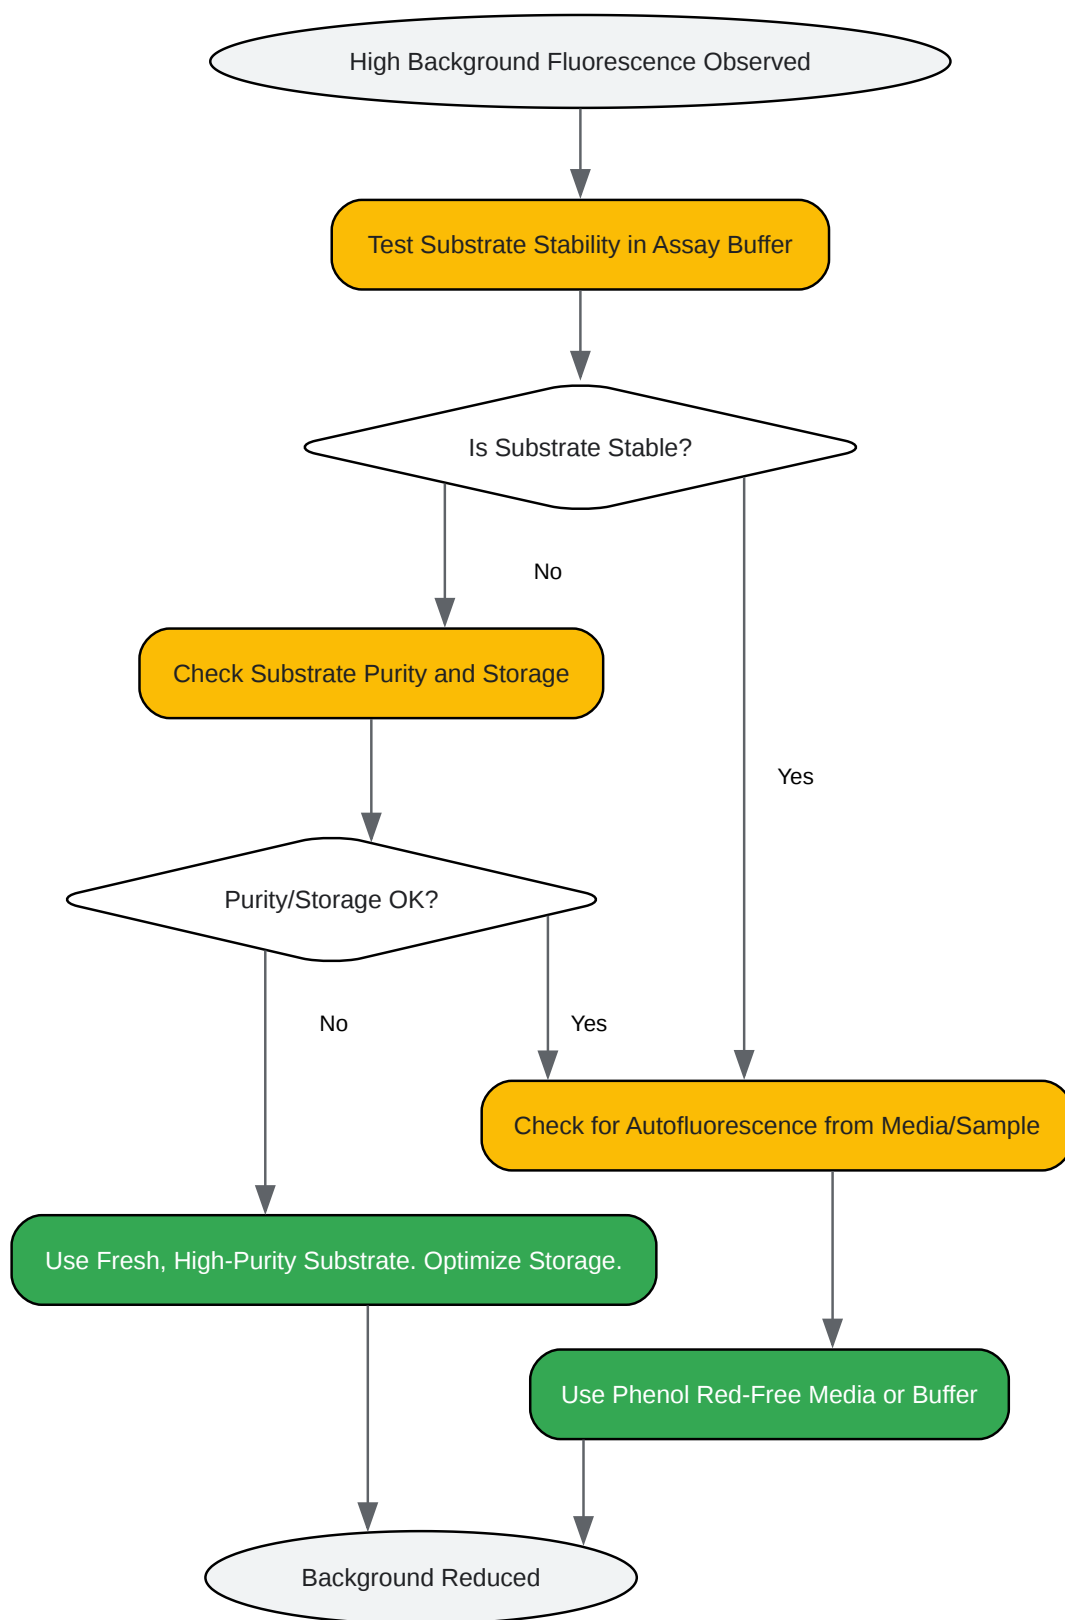 High Background Fluorescence Observed
Test Substrate Stability in Assay Buffer
Is Substrate Stable?
No
Check Substrate Purity and Storage
Yes
Purity/Storage OK?
No
Yes
Check for Autofluorescence from Media/Sample
Use Fresh, High-Purity Substrate. Optimize Storage.
Use Phenol Red-Free Media or Buffer
Background Reduced